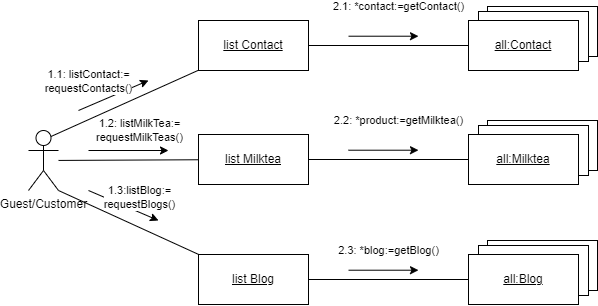 2.1: *contact:=getContact()
list Contact
all:Contact
1.1: listContact:=
requestContacts()
1.2: listMilkTea:=
requestMilkTeas()
2.2: *product:=getMilktea()
list Milktea
all:Milktea
Guest/Customer
1.3:listBlog:=
requestBlogs()
2.3: *blog:=getBlog()
list Blog
all:Blog